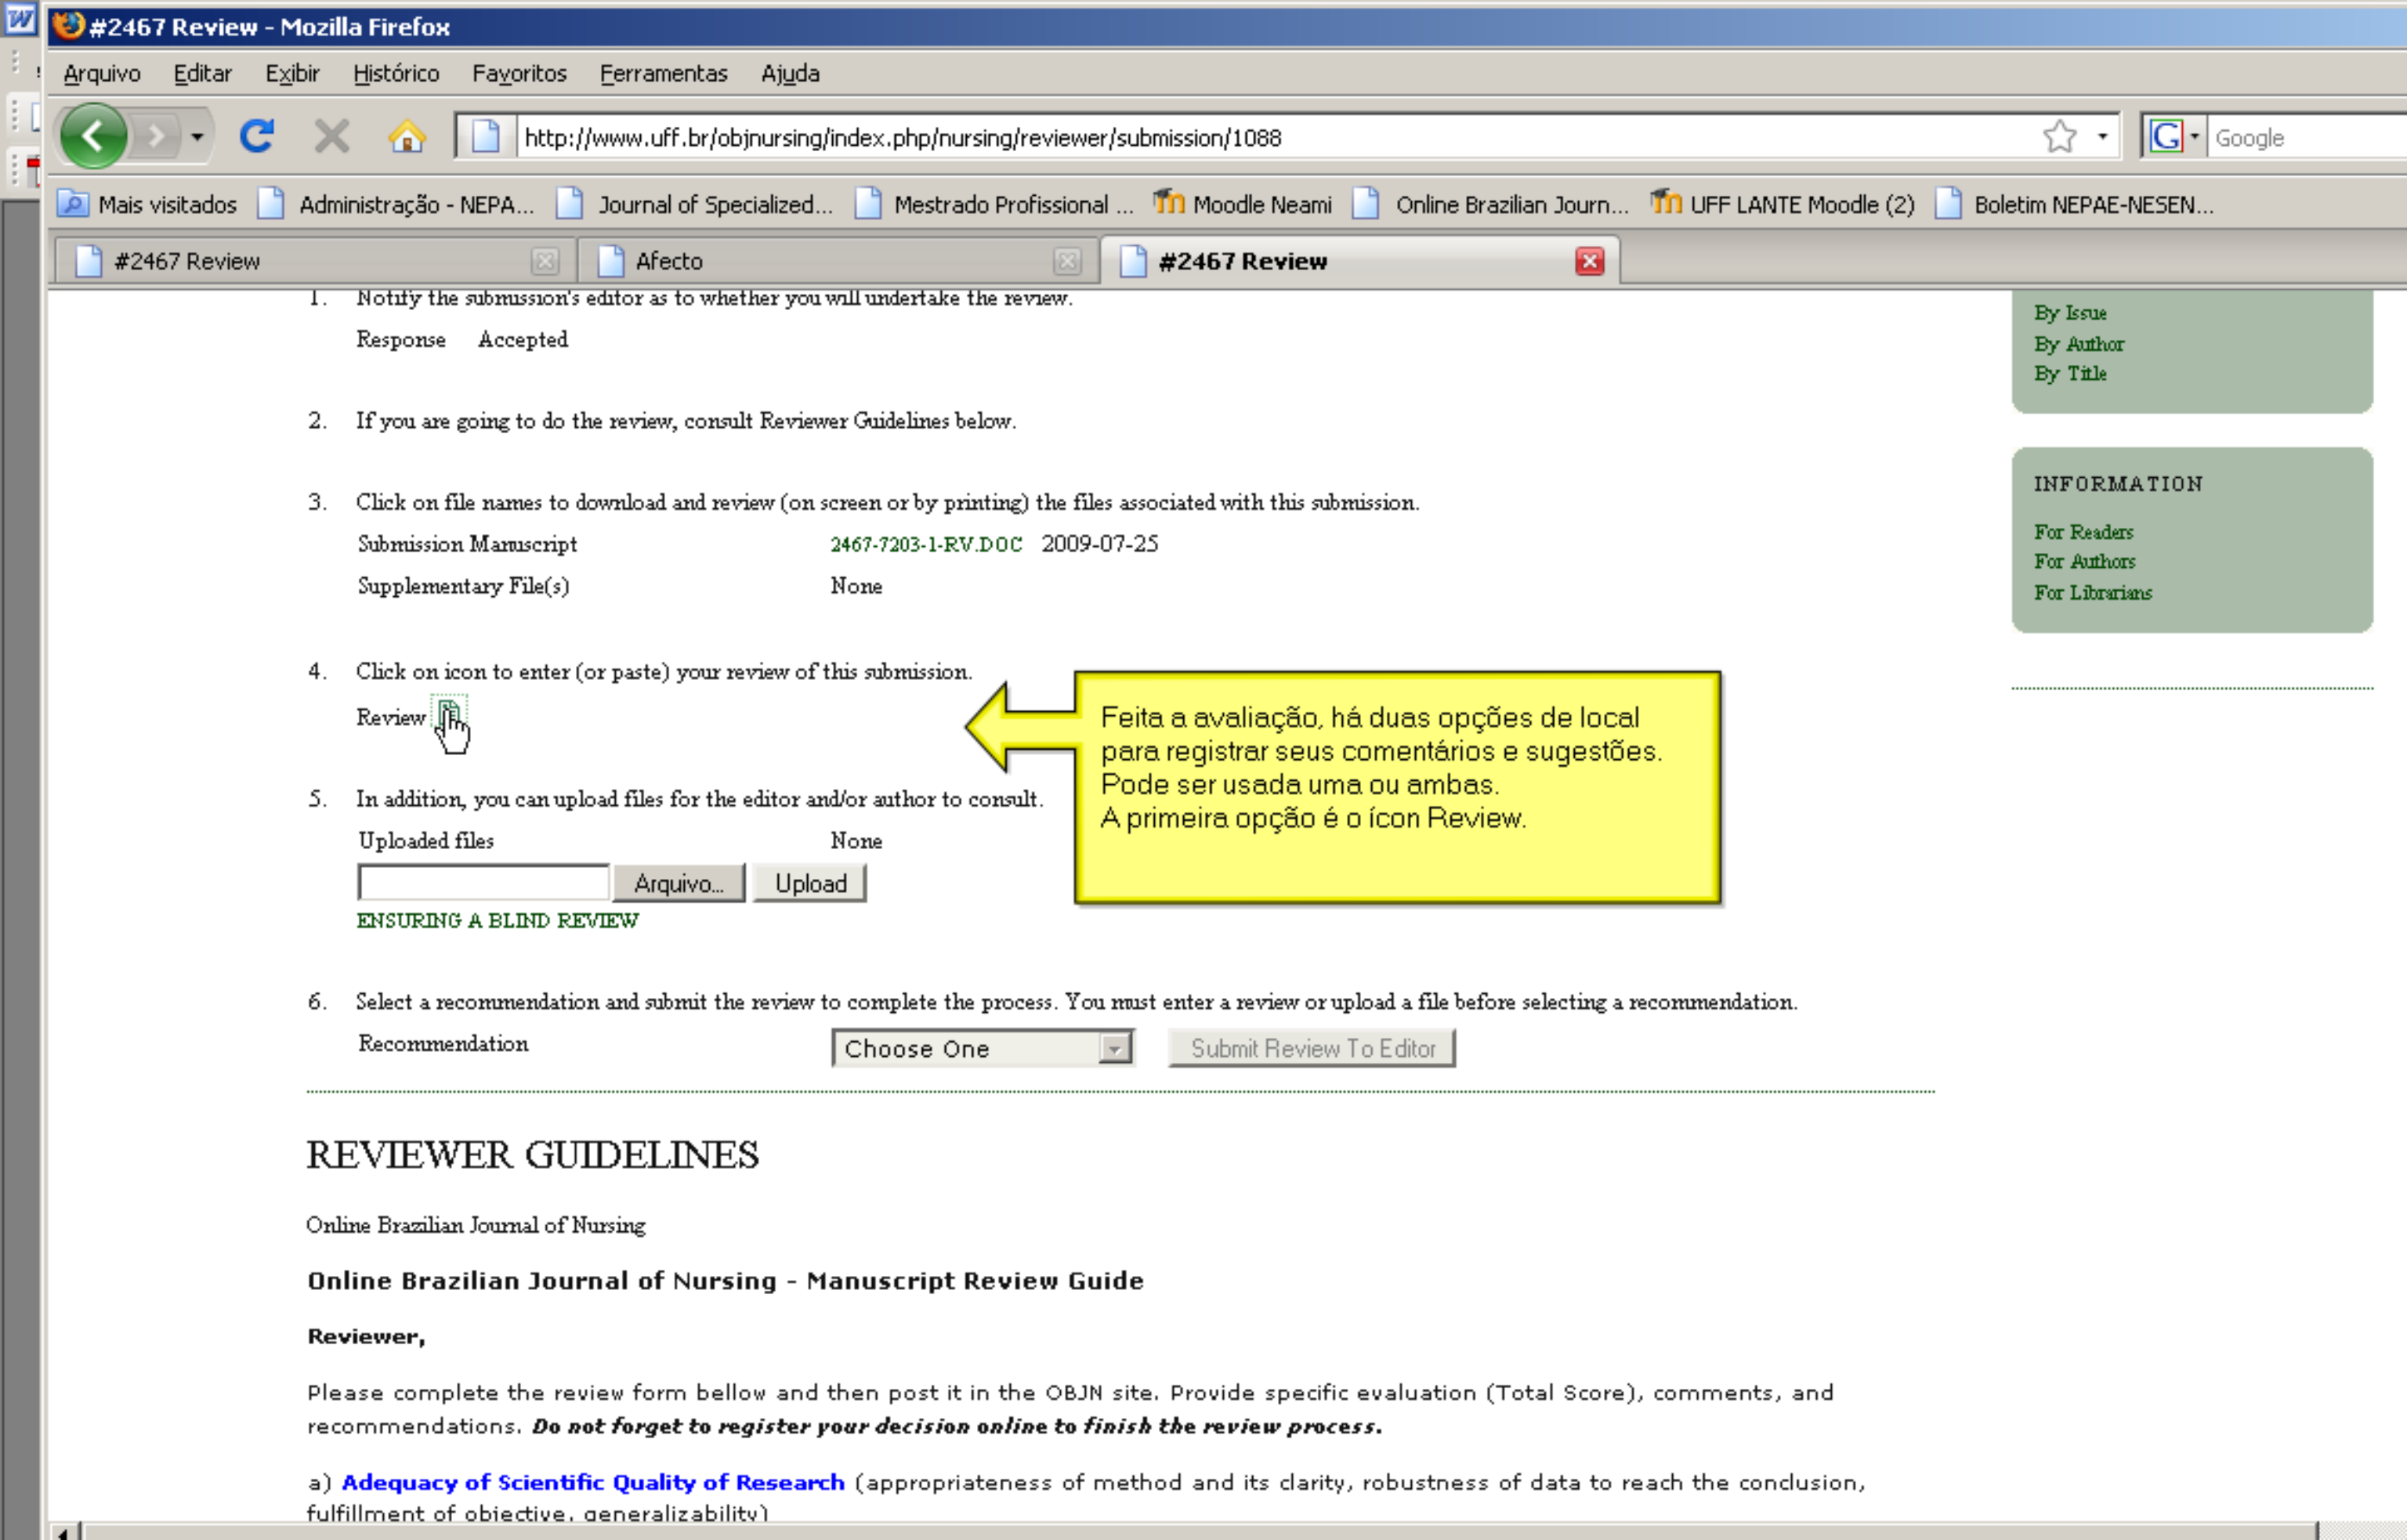 #2467 Review - Mozilla Firefox
Arquivo Editar Exibir Histórico Favoritos Ferramentas Ajuda
http://www.uff.br/objnursing/index.php/nursing/reviewer/submission/1088 Google
Mais visitados Administração - NEPA... Journal of Specialized... Mestrado Profissional ... Moodle Neami Online Brazilian Journ... UFF LANTE Moodle (2) Boletim NEPAE-NESEN...
#2467 Review Afecto #2467 Review
1. Notify the submission's editor as to whether you will undertake the review.
Response Accepted
2. If you are going to do the review, consult Reviewer Guidelines below.
3. Click on file names to download and review (on screen or by printing) the files associated with this submission.
Submission Manuscript 2467-7203-1-RV.DOC 2009-07-25
Supplementary File(s) None
4. Click on icon to enter (or paste) your review of this submission.
Review
Feita a avaliação, há duas opções de local
para registrar seus comentários e sugestões.
Pode ser usada uma ou ambas.
A primeira opção é o ícon Review.
5. In addition, you can upload files for the editor and/or author to consult.
Uploaded files None
Arquivo... Upload
ENSURING A BLIND REVIEW
6. Select a recommendation and submit the review to complete the process. You must enter a review or upload a file before selecting a recommendation.
Recommendation Choose One Submit Review To Editor
REVIEWER GUIDELINES
Online Brazilian Journal of Nursing
Online Brazilian Journal of Nursing - Manuscript Review Guide
Reviewer,
Please complete the review form bellow and then post it in the OBJN site. Provide specific evaluation (Total Score), comments, and
recommendations. Do not forget to register your decision online to finish the review process.
a) Adequacy of Scientific Quality of Research (appropriateness of method and its clarity, robustness of data to reach the conclusion,
fulfillment of objective, generalizability)
By Issue
By Author
By Title
INFORMATION
For Readers
For Authors
For Librarians